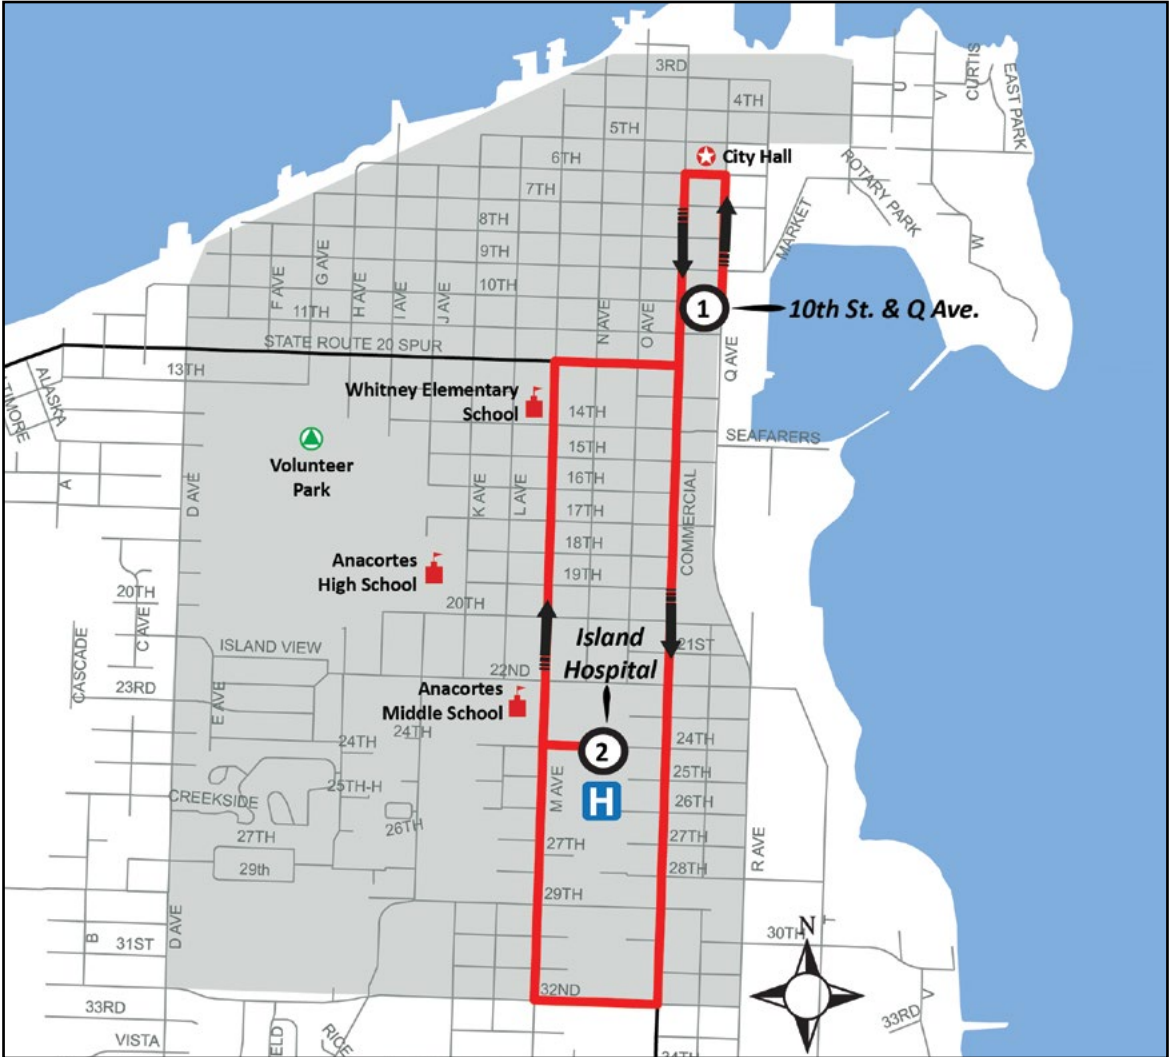 3RD
CURTIS
EAST PARK
U
V
4TH
5TH
City Hall
6TH
ROTARY PARK
7TH
MARKET
8TH
W
G AVE
9TH
F AVE
H AVE
I AVE
J AVE
10TH
N AVE
O AVE
1
10th St. & Q Ave.
11TH
STATE ROUTE 20 SPUR
Q AVE
13TH
ALASKA
TIMORE
Whitney Elementary
School
14TH
SEAFARERS
15TH
Volunteer
Park
16TH
A
D AVE
K AVE
L AVE
17TH
COMMERCIAL
18TH
Anacortes
High School
19TH
20TH
C AVE
20TH
CASCADE
Island
Hospital
21ST
ISLAND VIEW
22ND
23RD
E AVE
Anacortes
Middle School
24TH
24TH
24TH
2
25TH
25TH-H
M AVE
H
26TH
CREEKSIDE
26TH
27TH
27TH
27TH
R AVE
29th
28TH
29TH
D AVE
N
T
30TH
B
31ST
32ND
V
33RD
33RD
VISTA
ELD
RICE
34TH